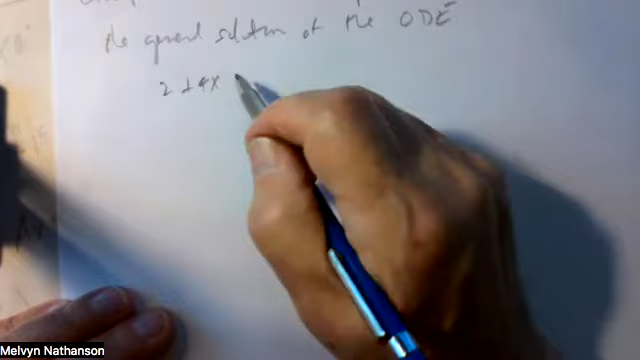 the general solution of the ODE
2 + 4x
Melvyn Nathanson